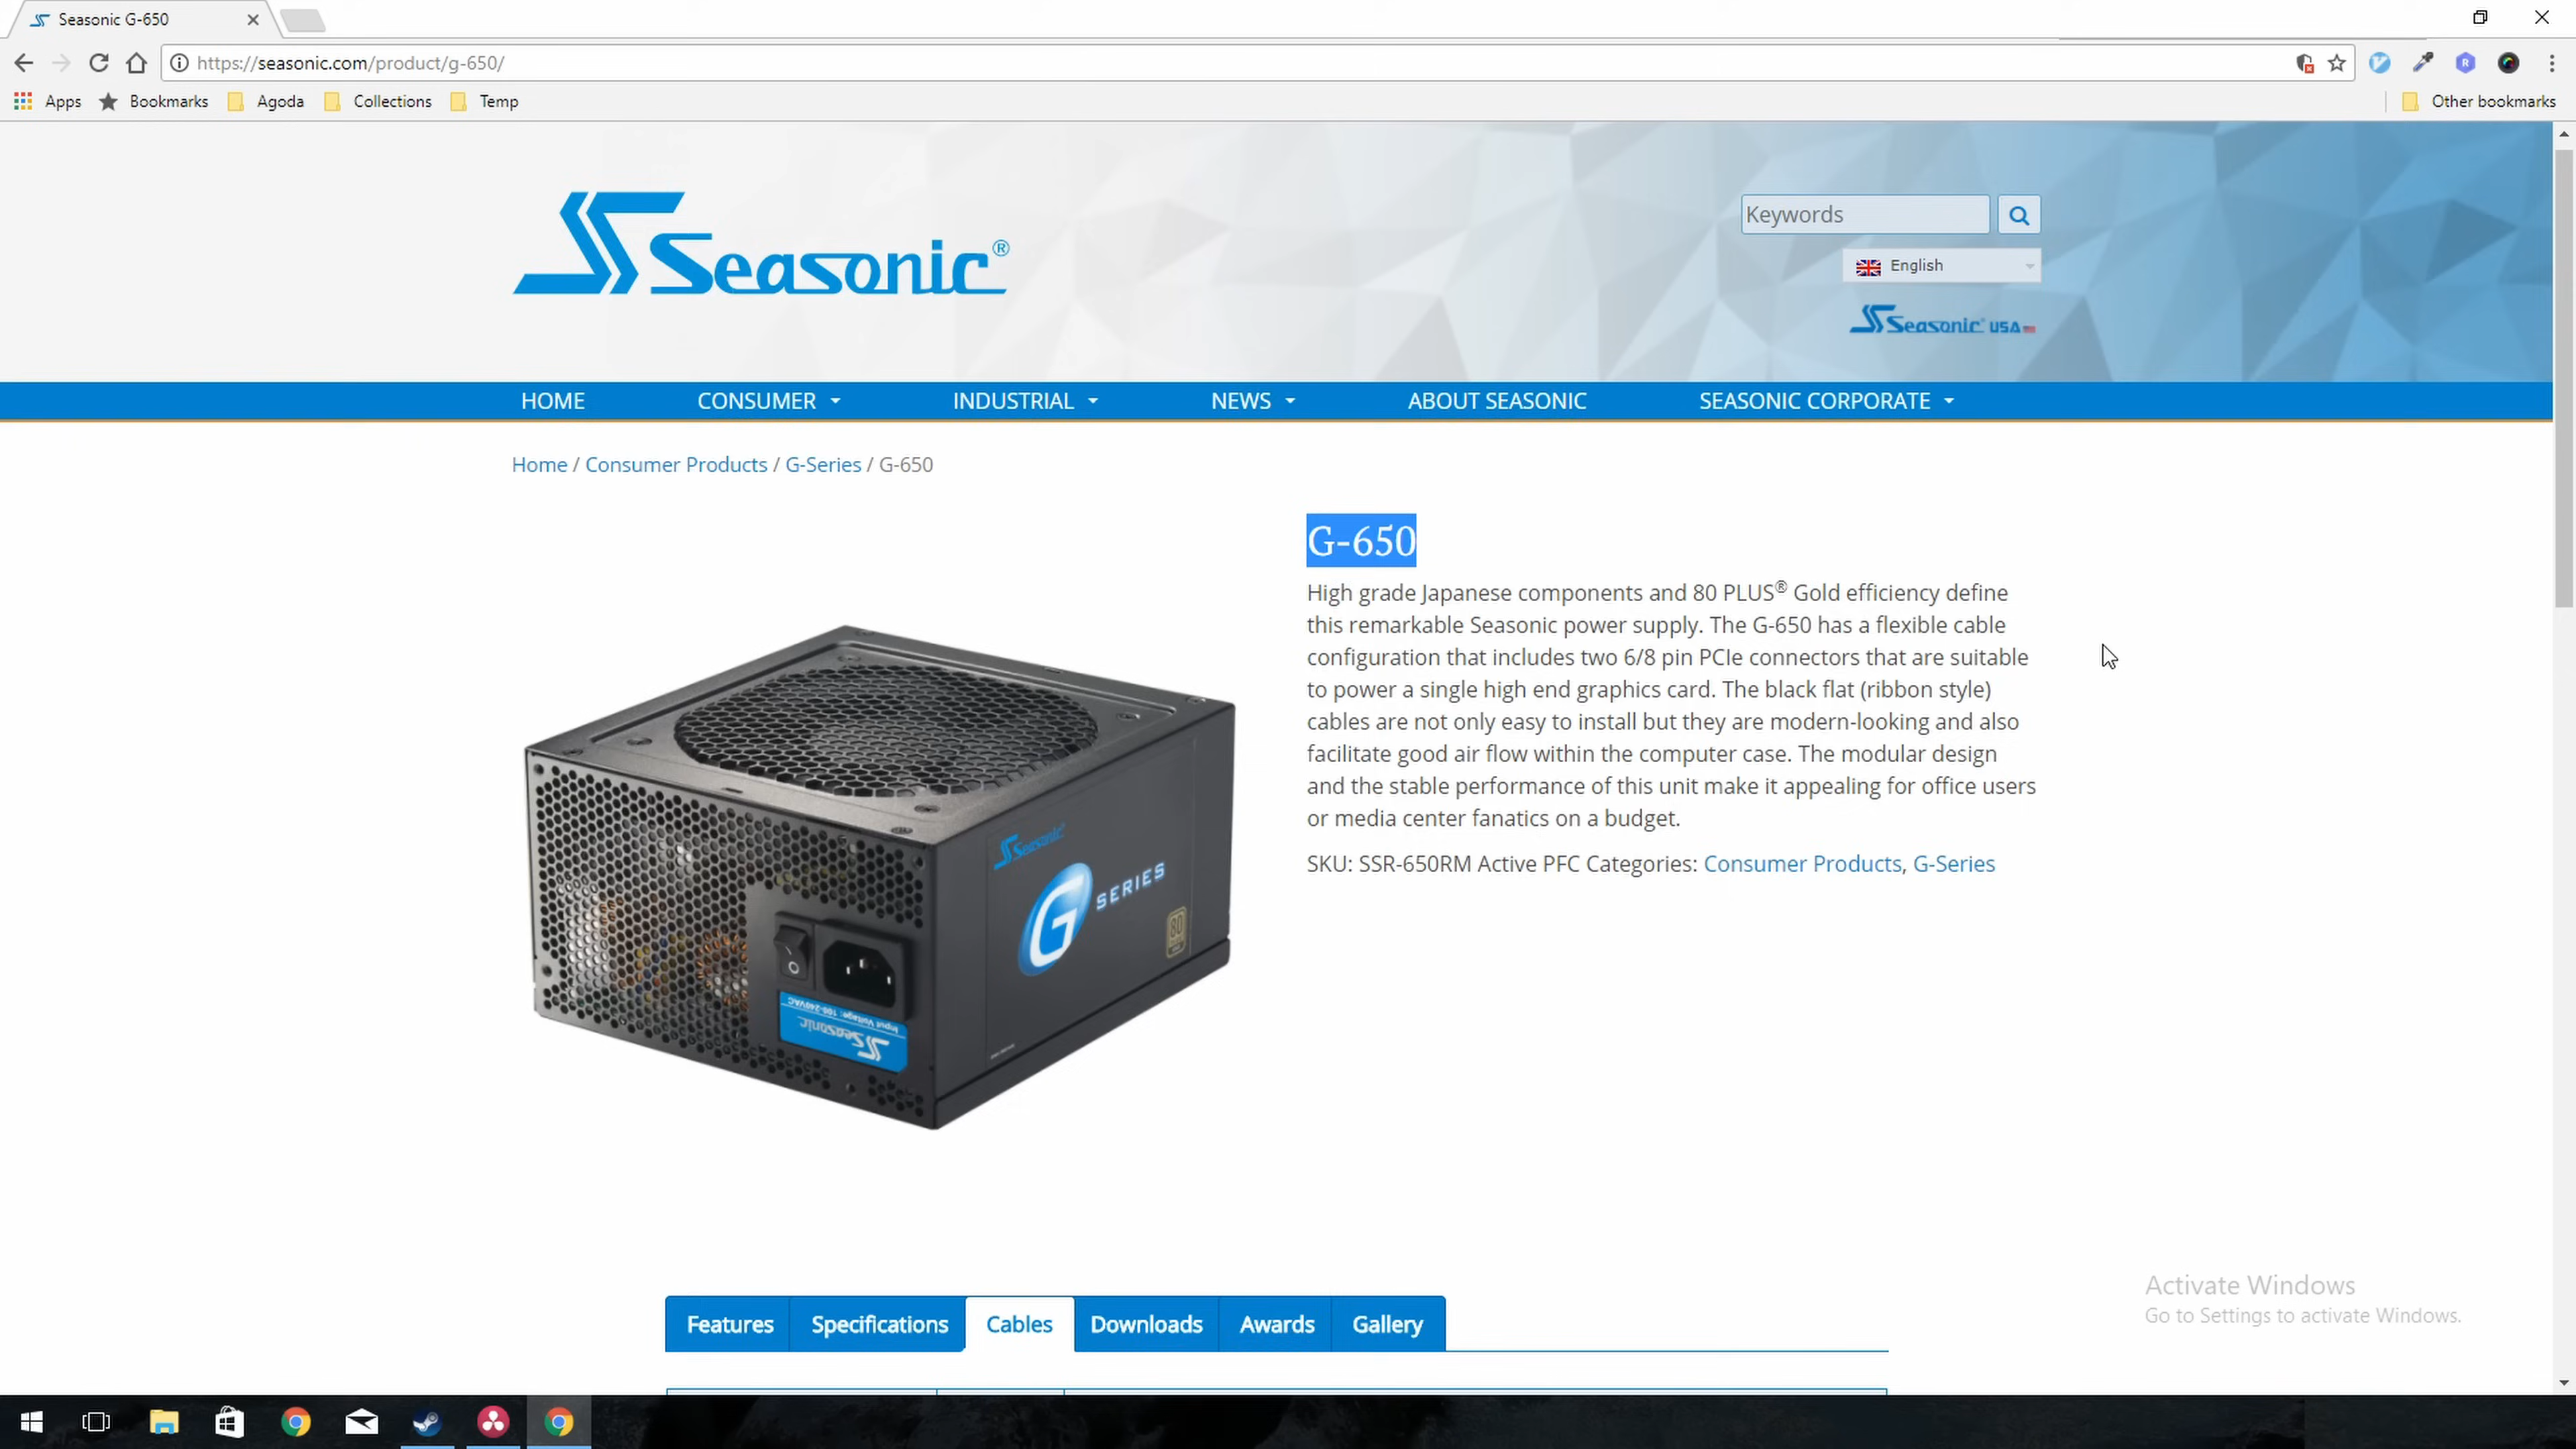 Seasonic G-650
https://seasonic.com/product/g-650/
Apps Bookmarks Agoda Collections Temp Other bookmarks
Seasonic®
Keywords
English
Seasonic® USA
HOME CONSUMER INDUSTRIAL NEWS ABOUT SEASONIC SEASONIC CORPORATE
Home / Consumer Products / G-Series / G-650
G-650
High grade Japanese components and 80 PLUS® Gold efficiency define
this remarkable Seasonic power supply. The G-650 has a flexible cable
configuration that includes two 6/8 pin PCIe connectors that are suitable
to power a single high end graphics card. The black flat (ribbon style)
cables are not only easy to install but they are modern-looking and also
facilitate good air flow within the computer case. The modular design
and the stable performance of this unit make it appealing for office users
or media center fanatics on a budget.
SKU: SSR-650RM Active PFC Categories: Consumer Products, G-Series
Seasonic
G SERIES
80
Input Voltage: 100-240VAC
Seasonic
Features Specifications Cables Downloads Awards Gallery
Activate Windows
Go to Settings to activate Windows.